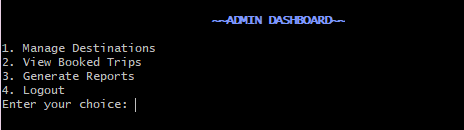 ~~ADMIN DASHBOARD~~
1. Manage Destinations
2. View Booked Trips
3. Generate Reports
4. Logout
Enter your choice: